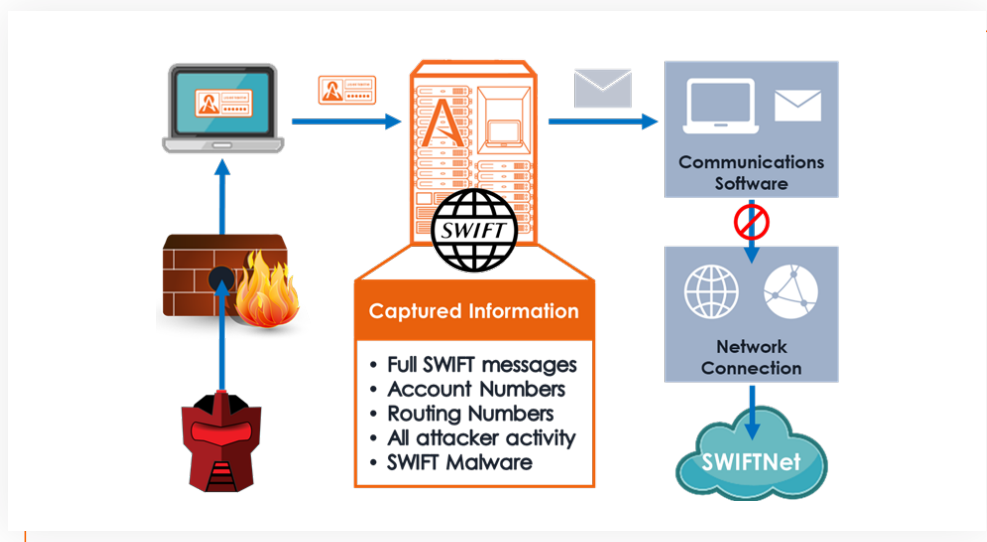 SWIFT
Communications
Software
Captured Information
• Full SWIFT messages
• Account Numbers
• Routing Numbers
• All attacker activity
• SWIFT Malware
Network
Connection
SWIFTNet